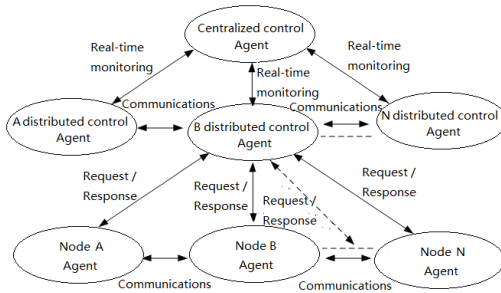 Centralized control
Agent
Real-time
monitoring
Real-time
monitoring
Real-time
monitoring
A distributed control
Agent
Communications
B distributed control
Agent
Communications
N distributed control
Agent
Request /
Response
Request /
Response
Request /
Response
Request /
Response
Node A
Agent
Communications
Node B
Agent
Communications
Node N
Agent